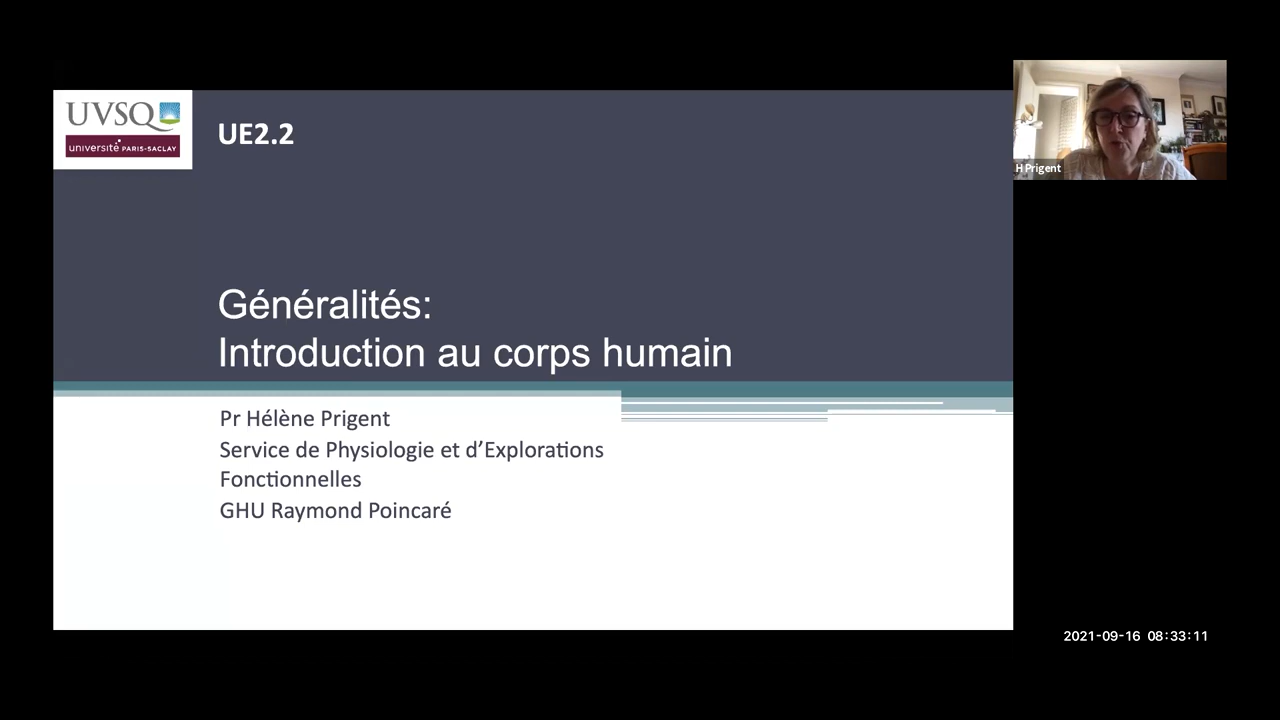 UVSQ
université PARIS-SACLAY
UE2.2
H Prigent
Généralités:
Introduction au corps humain
Pr Hélène Prigent
Service de Physiologie et d’Explorations
Fonctionnelles
GHU Raymond Poincaré
2021-09-16 08:33:11